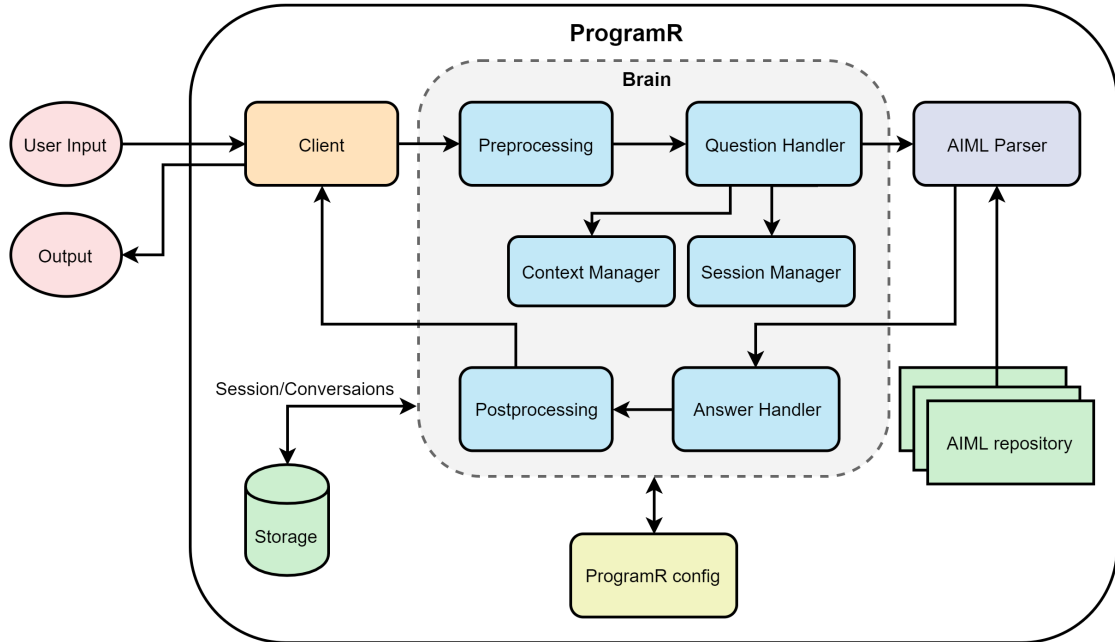 ProgramR
Brain
User Input
Client
Preprocessing
Question Handler
AIML Parser
Output
Context Manager
Session Manager
Session/Conversaions
Postprocessing
Answer Handler
AIML repository
Storage
ProgramR config